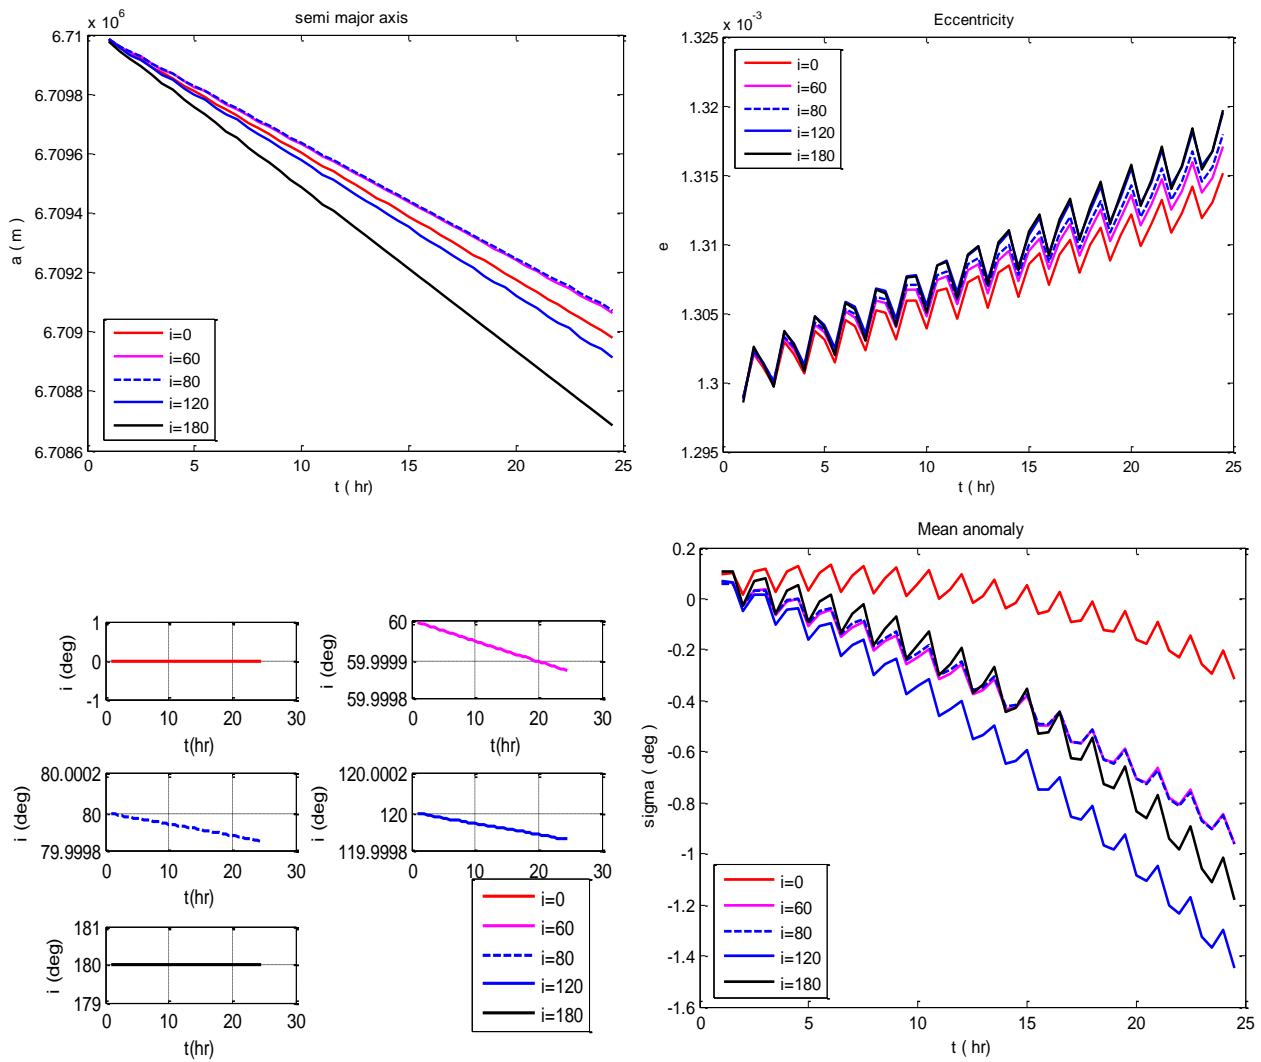 semi major axis
x 10^6
6.71
6.7098
6.7096
6.7094
6.7092
6.709
6.7088
6.7086
a ( m )
i=0
i=60
i=80
i=120
i=180
0 5 10 15 20 25
t ( hr)
Eccentricity
x 10^-3
1.325
1.32
1.315
1.31
1.305
1.3
1.295
e
i=0
i=60
i=80
i=120
i=180
0 5 10 15 20 25
t ( hr)
1
0
-1
i (deg)
0 10 20 30
t(hr)
60
59.9999
59.9998
i (deg)
0 10 20 30
t(hr)
80.0002
80
79.9998
i (deg)
0 10 20 30
t(hr)
120.0002
120
119.9998
i (deg)
0 10 20 30
t(hr)
181
180
179
i (deg)
0 10 20 30
t(hr)
i=0
i=60
i=80
i=120
i=180
Mean anomaly
0.2
0
-0.2
-0.4
-0.6
-0.8
-1
-1.2
-1.4
-1.6
sigma ( deg )
i=0
i=60
i=80
i=120
i=180
0 5 10 15 20 25
t ( hr)